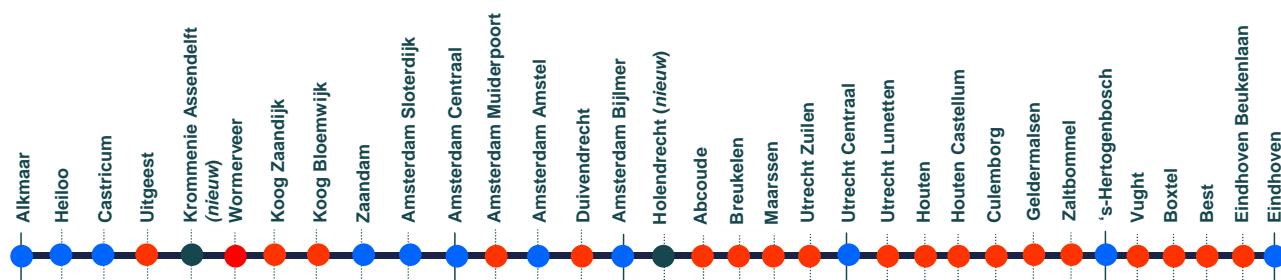 Alkmaar
Heiloo
Castricum
Uitgeest
Krommenie Assendelft
(nieuw)
Wormerveer
Koog Zaandijk
Koog Bloemwijk
Zaandam
Amsterdam Sloterdijk
Amsterdam Centraal
Amsterdam Muiderpoort
Amsterdam Amstel
Duivendrecht
Amsterdam Bijlmer
Holendrecht (nieuw)
Abcoude
Breukelen
Maarssen
Utrecht Zuilen
Utrecht Centraal
Utrecht Lunetten
Houten
Houten Castellum
Culemborg
Geldermalsen
Zaltbommel
's-Hertogenbosch
Vught
Boxtel
Best
Eindhoven Beukenlaan
Eindhoven